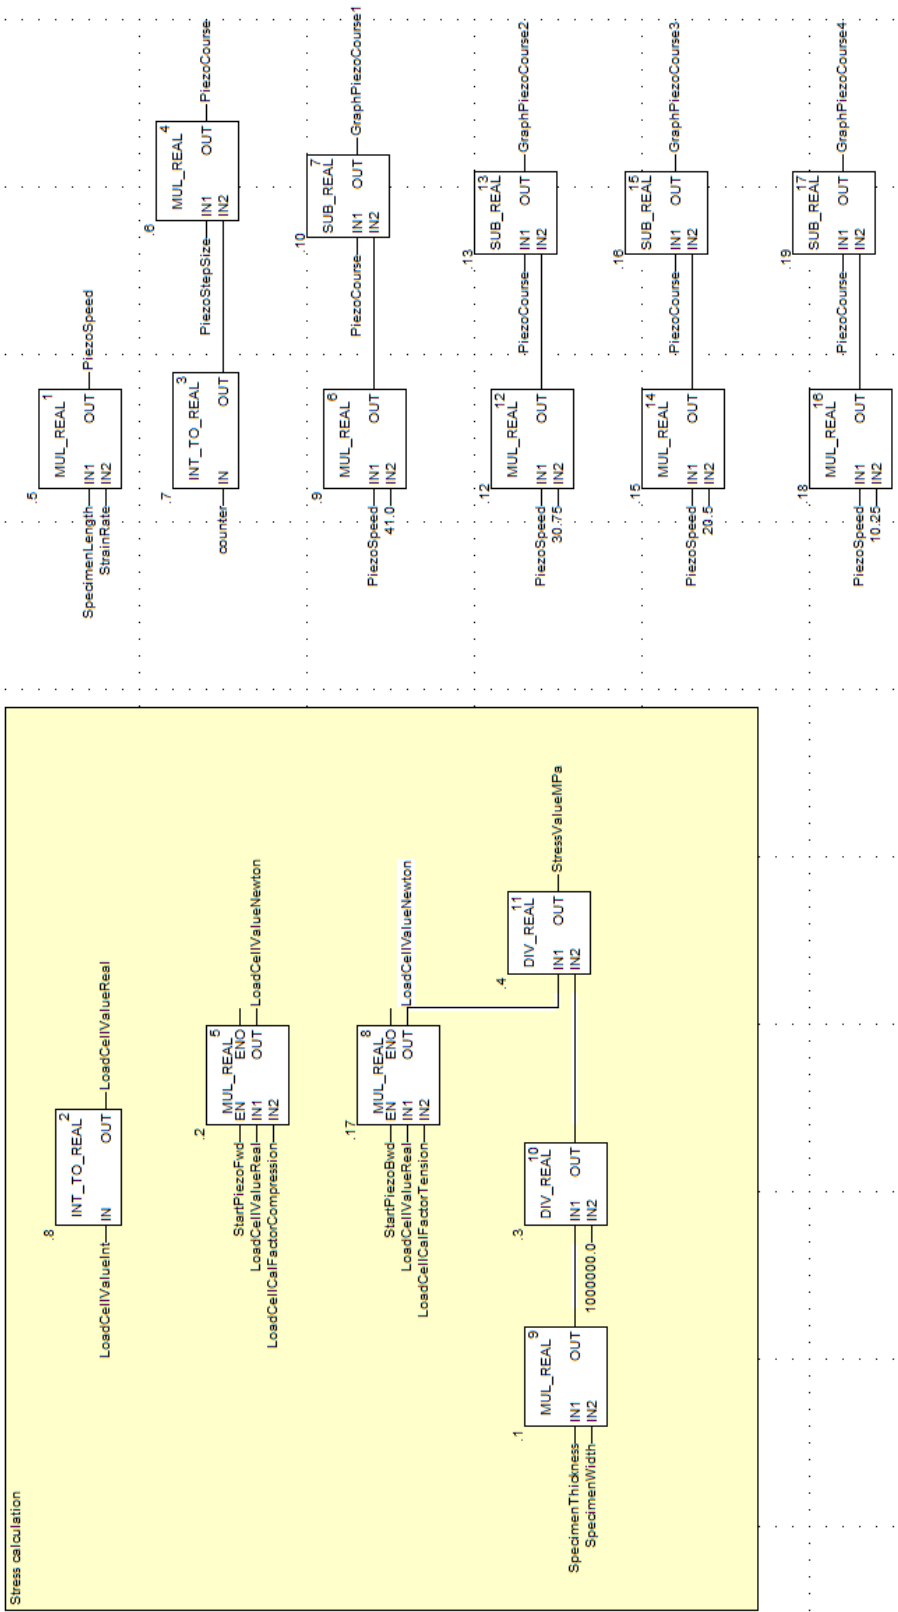 Stress calculation
.8
2
INT_TO_REAL
LoadCellValueInt
IN
OUT
LoadCellValueReal
.2
5
MUL_REAL
StartPiezoFwd
EN
ENO
LoadCellValueReal
IN1
OUT
LoadCellValueNewton
LoadCellCalFactorCompression
IN2
.17
8
MUL_REAL
StartPiezoBwd
EN
ENO
LoadCellValueReal
IN1
OUT
LoadCellValueNewton
LoadCellCalFactorTension
IN2
.1
9
MUL_REAL
SpecimenThickness
IN1
OUT
SpecimenWidth
IN2
.3
10
DIV_REAL
IN1
OUT
1000000.0
IN2
.4
11
DIV_REAL
IN1
OUT
StressValueMPa
IN2
.5
1
MUL_REAL
SpecimenLength
IN1
OUT
PiezoSpeed
StrainRate
IN2
.7
3
INT_TO_REAL
counter
IN
OUT
.6
4
MUL_REAL
PiezoStepSize
IN1
OUT
PiezoCourse
IN2
.9
6
MUL_REAL
PiezoSpeed
IN1
OUT
41.0
IN2
.10
7
SUB_REAL
PiezoCourse
IN1
OUT
GraphPiezoCourse1
IN2
.12
12
MUL_REAL
PiezoSpeed
IN1
OUT
30.75
IN2
.13
13
SUB_REAL
PiezoCourse
IN1
OUT
GraphPiezoCourse2
IN2
.15
14
MUL_REAL
PiezoSpeed
IN1
OUT
20.5
IN2
.16
15
SUB_REAL
PiezoCourse
IN1
OUT
GraphPiezoCourse3
IN2
.18
16
MUL_REAL
PiezoSpeed
IN1
OUT
10.25
IN2
.19
17
SUB_REAL
PiezoCourse
IN1
OUT
GraphPiezoCourse4
IN2